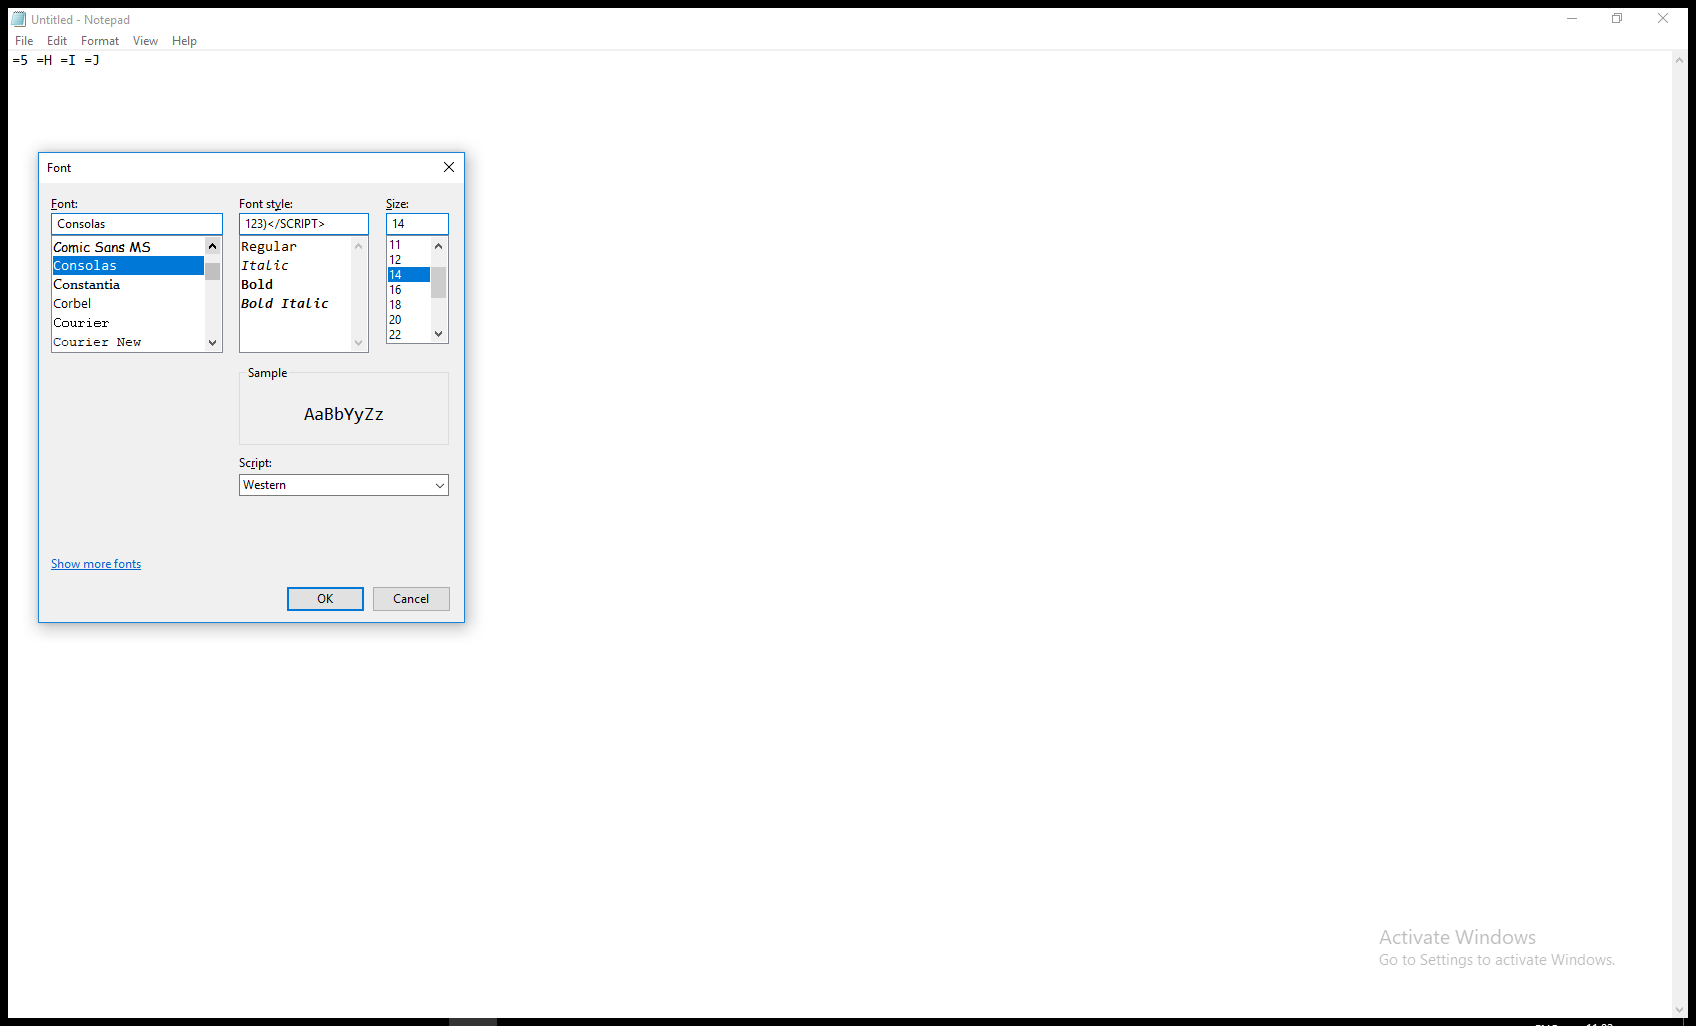 Untitled - Notepad
File Edit Format View Help
=5 =H =I =J
Font
Font: Font style: Size:
Consolas 123)</SCRIPT> 14
Comic Sans MS
Consolas
Constantia
Corbel
Courier
Courier New
Regular
Italic
Bold
Bold Italic
11
12
14
16
18
20
22
Sample
AaBbYyZz
Script:
Western
Show more fonts
OK Cancel
Activate Windows
Go to Settings to activate Windows.